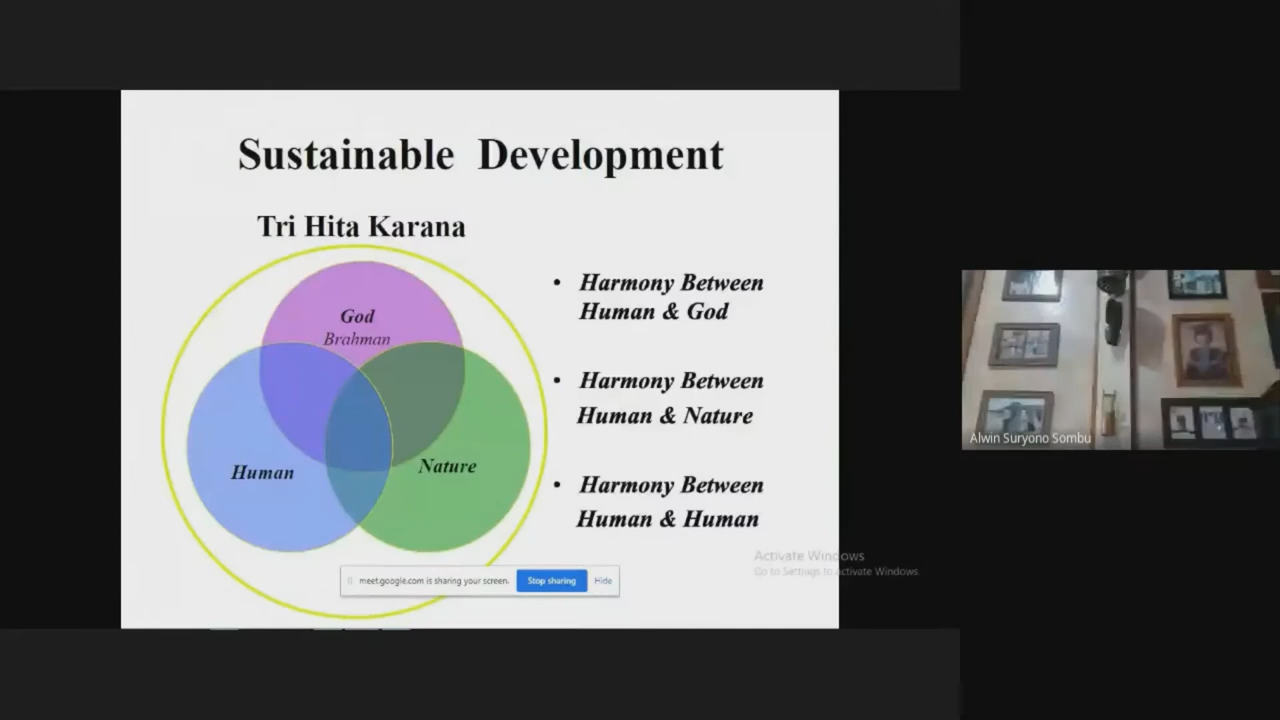 Sustainable Development
Tri Hita Karana
God
Brahman
Human
Nature
• Harmony Between
Human & God
• Harmony Between
Human & Nature
• Harmony Between
Human & Human
meet.google.com is sharing your screen.
Stop sharing
Hide
Activate Windows
Go to Settings to activate Windows.
Alwin Suryono Sombu